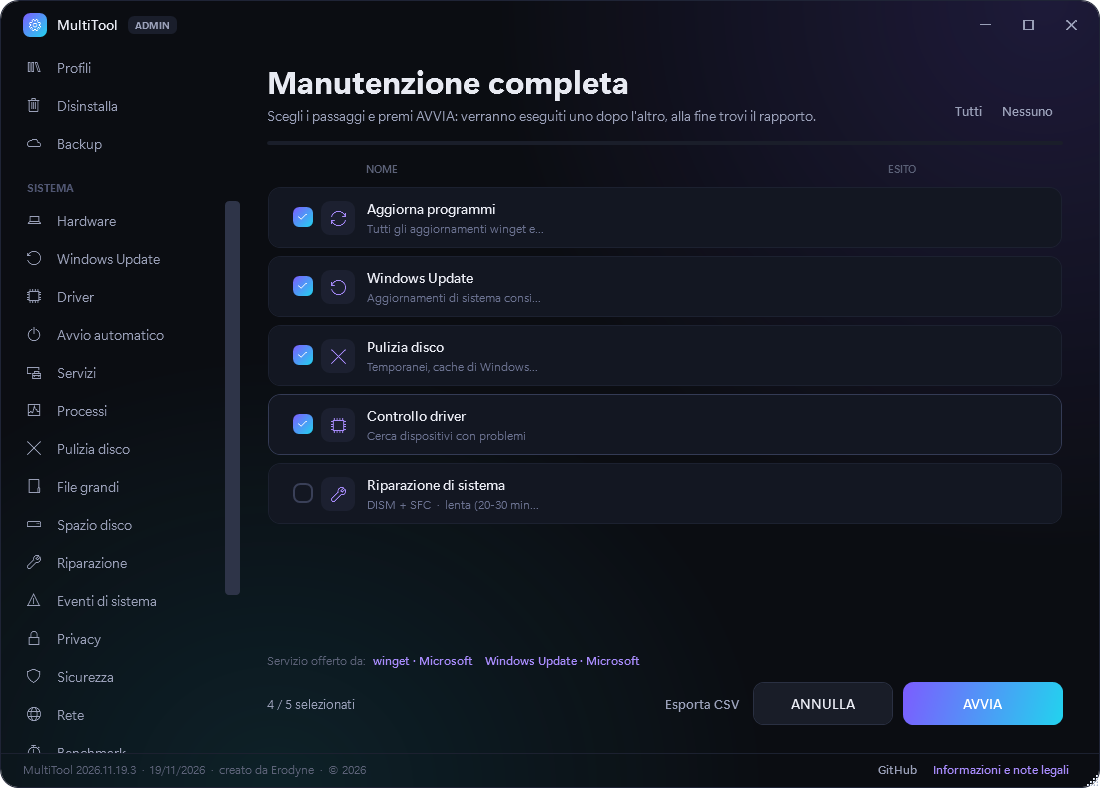 MultiTool ADMIN
Profili
Disinstalla
Backup
SISTEMA
Hardware
Windows Update
Driver
Avvio automatico
Servizi
Processi
Pulizia disco
File grandi
Spazio disco
Riparazione
Eventi di sistema
Privacy
Sicurezza
Rete
Benchmark
Manutenzione completa
Scegli i passaggi e premi AVVIA: verranno eseguiti uno dopo l'altro, alla fine trovi il rapporto.
Tutti Nessuno
NOME ESITO
Aggiorna programmi
Tutti gli aggiornamenti winget e...
Windows Update
Aggiornamenti di sistema consi...
Pulizia disco
Temporanei, cache di Windows...
Controllo driver
Cerca dispositivi con problemi
Riparazione di sistema
DISM + SFC · lenta (20-30 min...
Servizio offerto da: winget · Microsoft Windows Update · Microsoft
4 / 5 selezionati Esporta CSV ANNULLA AVVIA
MultiTool 2026.11.19.3 · 19/11/2026 · creato da Erodyne · © 2026 GitHub Informazioni e note legali